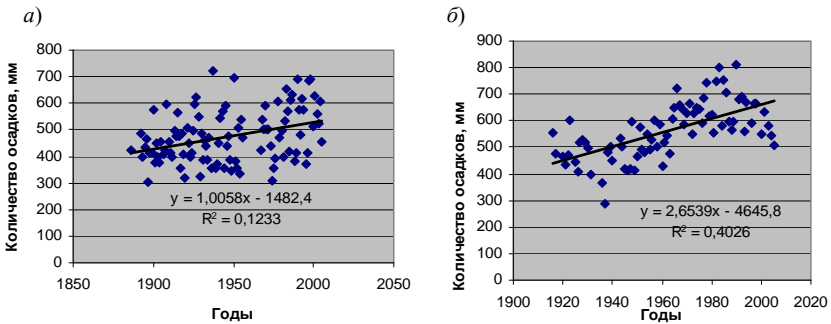 а)
Количество осадков, мм
800
700
600
500
400
300
200
100
0
y = 1,0058x - 1482,4
R² = 0,1233
1850 1900 1950 2000 2050
Годы
б)
Количество осадков, мм
900
800
700
600
500
400
300
200
100
0
y = 2,6539x - 4645,8
R² = 0,4026
1900 1920 1940 1960 1980 2000 2020
Годы